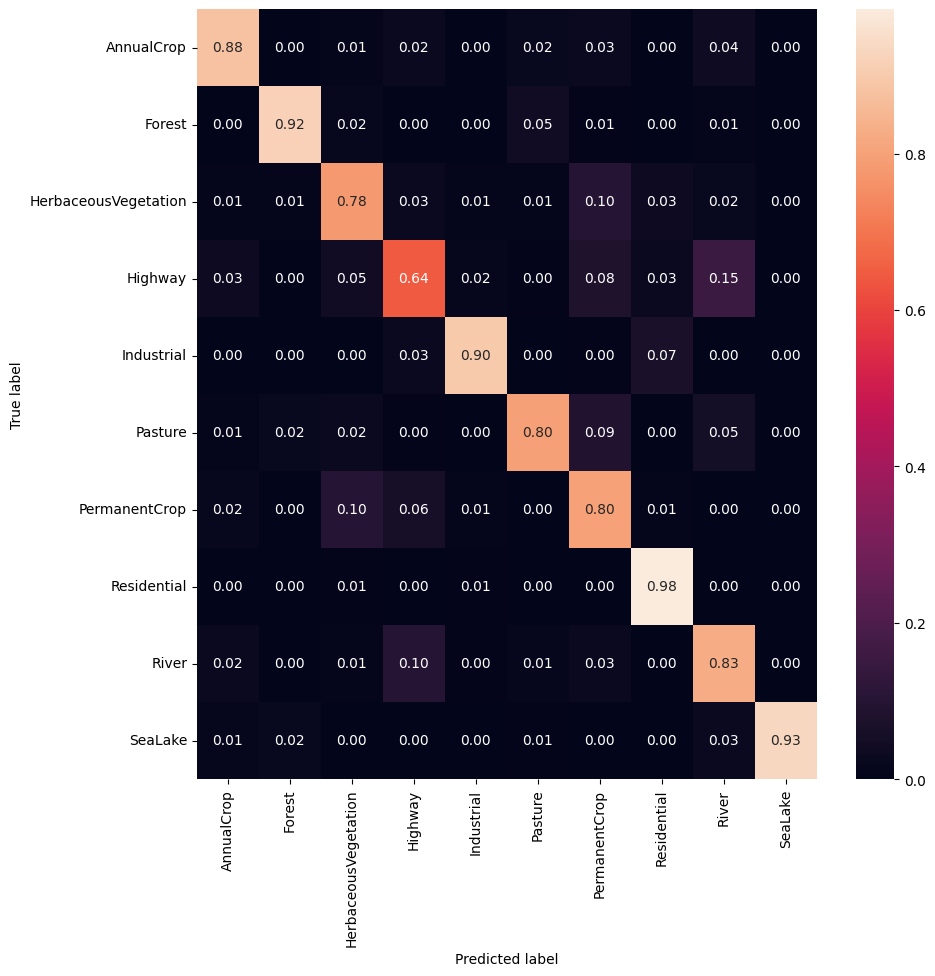 AnnualCrop 0.88 0.00 0.01 0.02 0.00 0.02 0.03 0.00 0.04 0.00
Forest 0.00 0.92 0.02 0.00 0.00 0.05 0.01 0.00 0.01 0.00
HerbaceousVegetation 0.01 0.01 0.78 0.03 0.01 0.01 0.10 0.03 0.02 0.00
Highway 0.03 0.00 0.05 0.64 0.02 0.00 0.08 0.03 0.15 0.00
Industrial 0.00 0.00 0.00 0.03 0.90 0.00 0.00 0.07 0.00 0.00
Pasture 0.01 0.02 0.02 0.00 0.00 0.80 0.09 0.00 0.05 0.00
PermanentCrop 0.02 0.00 0.10 0.06 0.01 0.00 0.80 0.01 0.00 0.00
Residential 0.00 0.00 0.01 0.00 0.01 0.00 0.00 0.98 0.00 0.00
River 0.02 0.00 0.01 0.10 0.00 0.01 0.03 0.00 0.83 0.00
SeaLake 0.01 0.02 0.00 0.00 0.00 0.01 0.00 0.00 0.03 0.93
True label
AnnualCrop
Forest
HerbaceousVegetation
Highway
Industrial
Pasture
PermanentCrop
Residential
River
SeaLake
Predicted label
0.8
0.6
0.4
0.2
0.0